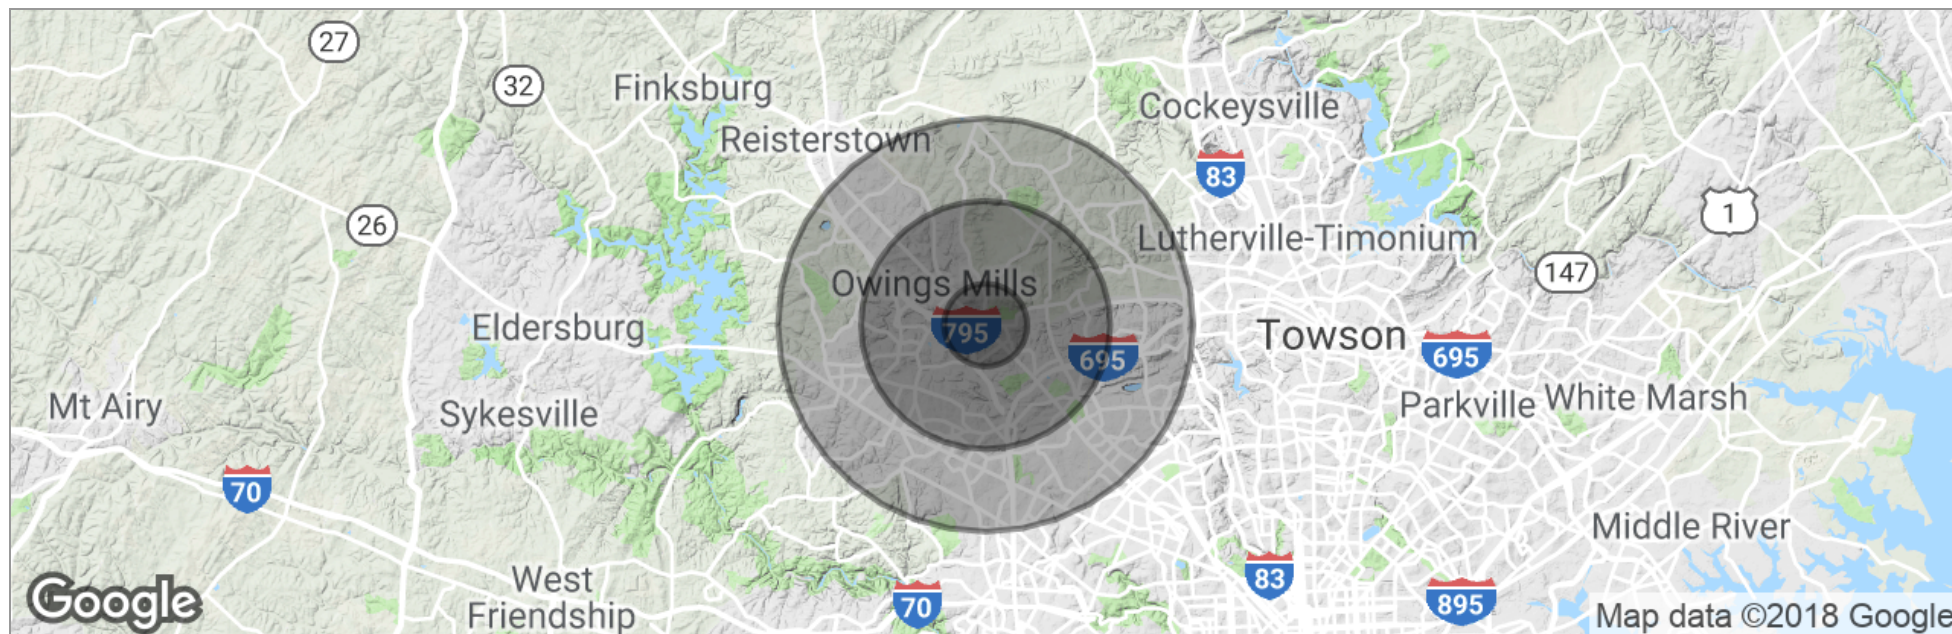 27
32
Finksburg
Cockeysville
Reisterstown
83
1
26
Lutherville-Timonium
147
Owings Mills
795
Eldersburg
Towson
695
695
Mt Airy
Sykesville
Parkville
White Marsh
70
Middle River
West
Friendship
83
70
895
Google
Map data ©2018 Google